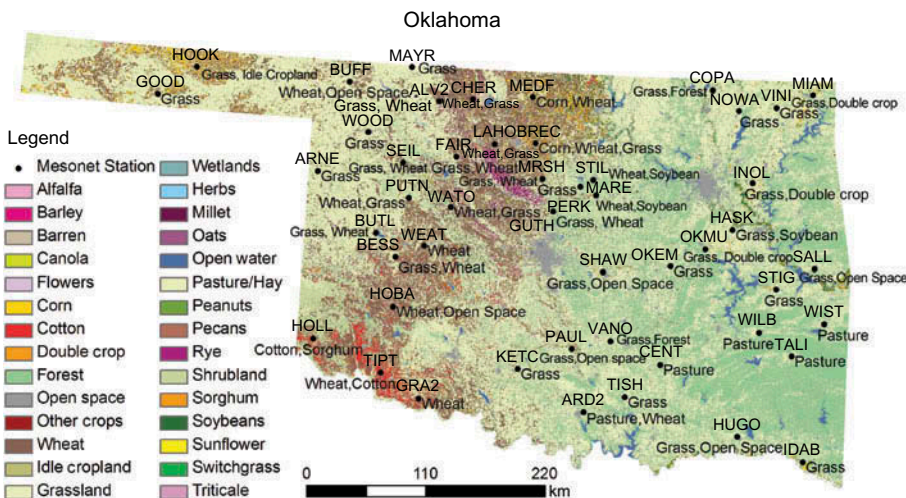 Oklahoma
HOOK
Grass, Idle Cropland
GOOD
Grass
BUFF
Wheat,Open Space
MAYR
Grass
ALV2
Grass, Wheat
CHER
Wheat,Grass
MEDF
Corn,Wheat
COPA
Grass,Forest
NOWA
Grass
VINI
Grass
MIAM
Grass,Double crop
WOOD
Grass
LAHO
Wheat,Grass
BREC
Corn,Wheat,Grass
ARNE
Grass
SEIL
Grass, Wheat
FAIR
Grass,Wheat
MRSH
Grass
Grass, Wheat
STIL
Wheat,Soybean
MARE
Wheat,Soybean
INOL
Grass,Double crop
PUTN
Wheat,Grass
WATO
Wheat,Grass
PERK
Grass, Wheat
GUTH
BUTL
Grass, Wheat
BESS
Grass,Wheat
WEAT
Wheat
HASK
Grass,Soybean
OKMU
Grass, Double crop
SHAW
Grass,Open Space
OKEM
Grass
SALL
Grass,Open Space
STIG
Grass
HOBA
Wheat,Open Space
WIST
Pasture
WILB
Pasture
TALI
Pasture
HOLL
Cotton,Sorghum
TIPT
Wheat,Cotton
GRA2
Wheat
KETC
Grass
PAUL
Grass,Open space
VANO
Grass,Forest
CENT
Pasture
TISH
Grass
ARD2
Pasture,Wheat
HUGO
Grass,Open Space
IDAB
Grass
Legend
Mesonet Station
Alfalfa
Barley
Barren
Canola
Flowers
Corn
Cotton
Double crop
Forest
Open space
Other crops
Wheat
Idle cropland
Grassland
Wetlands
Herbs
Millet
Oats
Open water
Pasture/Hay
Peanuts
Pecans
Rye
Shrubland
Sorghum
Soybeans
Sunflower
Switchgrass
Triticale
0 110 220
km